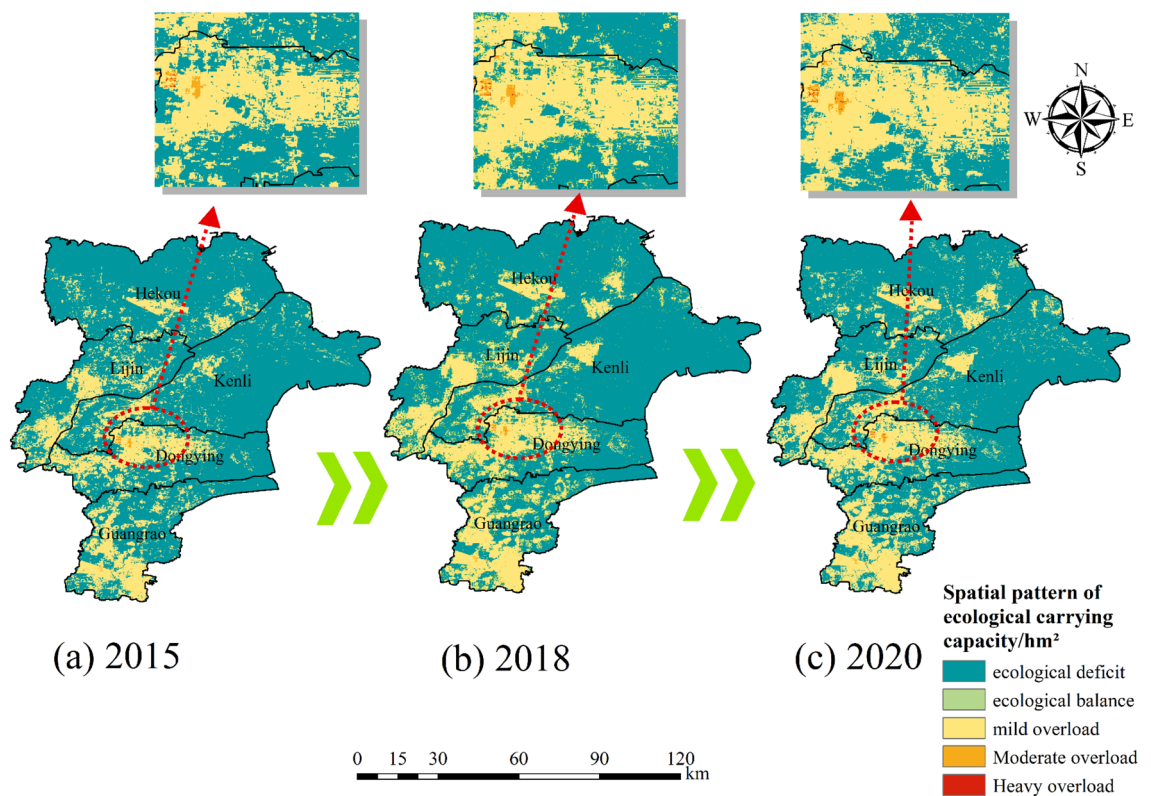 N
W E
S
Hekou
Lijin
Kenli
Dongying
Guangrao
Hekou
Lijin
Kenli
Dongying
Guangrao
Hekou
Lijin
Kenli
Dongying
Guangrao
(a) 2015
(b) 2018
(c) 2020
Spatial pattern of
ecological carrying
capacity/hm²
ecological deficit
ecological balance
mild overload
Moderate overload
Heavy overload
0 15 30 60 90 120
km